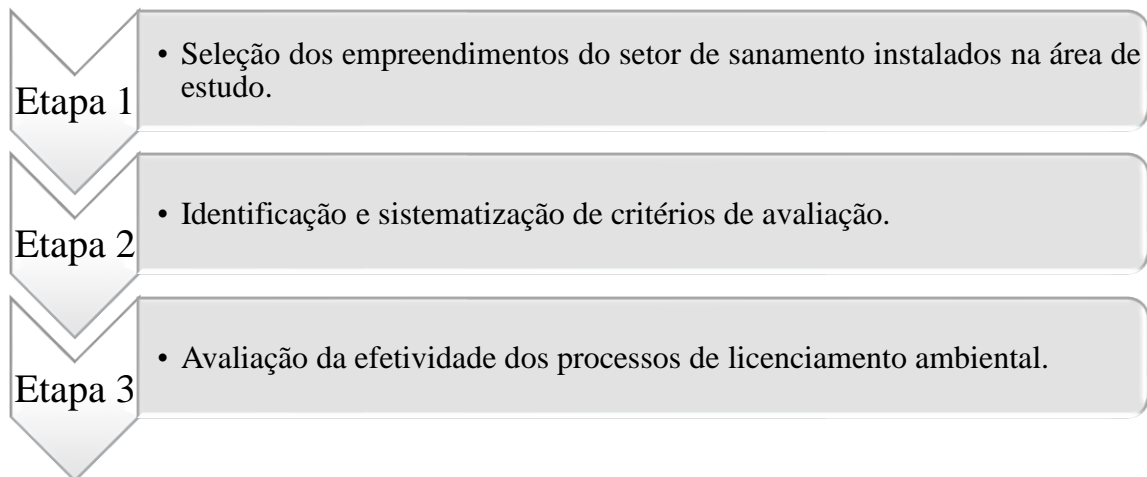 Etapa 1
• Seleção dos empreendimentos do setor de sanamento instalados na área de
estudo.
Etapa 2
• Identificação e sistematização de critérios de avaliação.
Etapa 3
• Avaliação da efetividade dos processos de licenciamento ambiental.